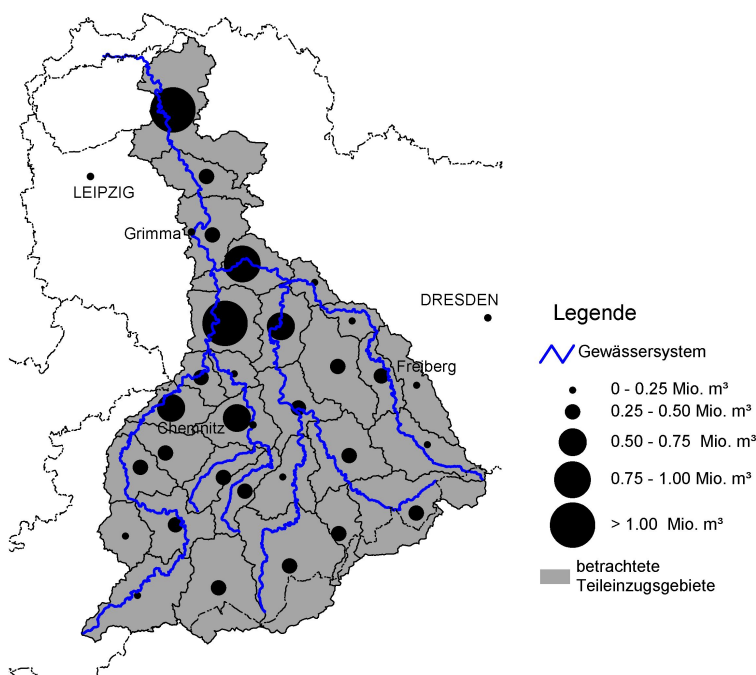 LEIPZIG
Grimma
DRESDEN
Freiberg
Chemnitz
Legende
Gewässersystem
0 - 0.25 Mio. m³
0.25 - 0.50 Mio. m³
0.50 - 0.75 Mio. m³
0.75 - 1.00 Mio. m³
> 1.00 Mio. m³
betrachtete
Teileinzugsgebiete